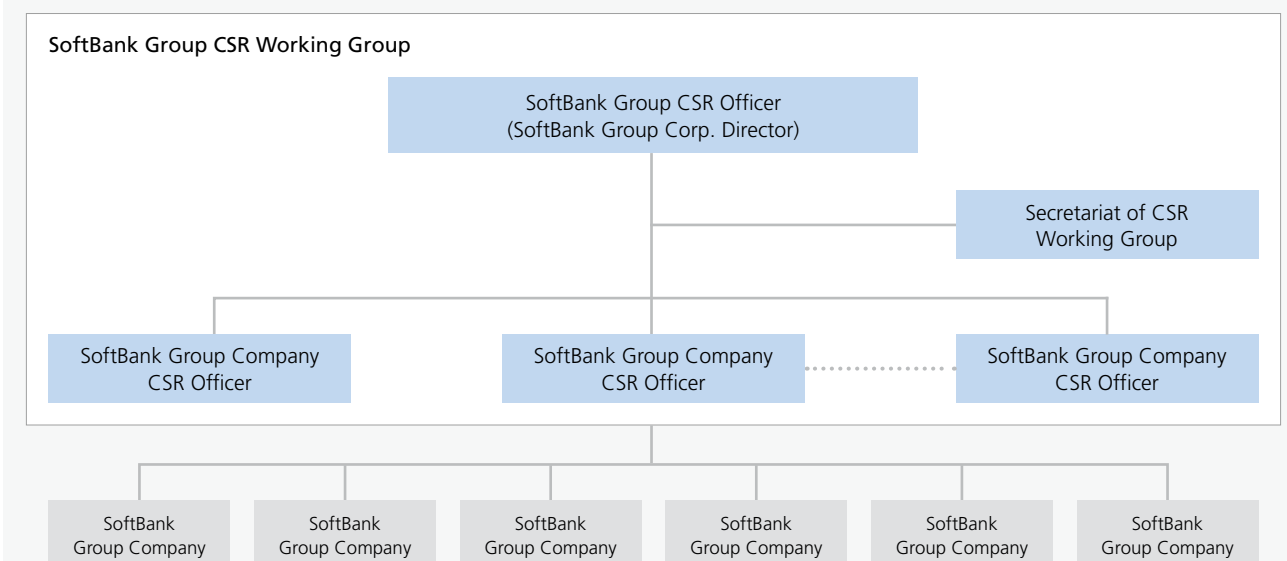 SoftBank Group CSR Working Group
SoftBank Group CSR Officer
(SoftBank Group Corp. Director)
Secretariat of CSR
Working Group
SoftBank Group Company
CSR Officer
SoftBank Group Company
CSR Officer
SoftBank Group Company
CSR Officer
SoftBank
Group Company
SoftBank
Group Company
SoftBank
Group Company
SoftBank
Group Company
SoftBank
Group Company
SoftBank
Group Company